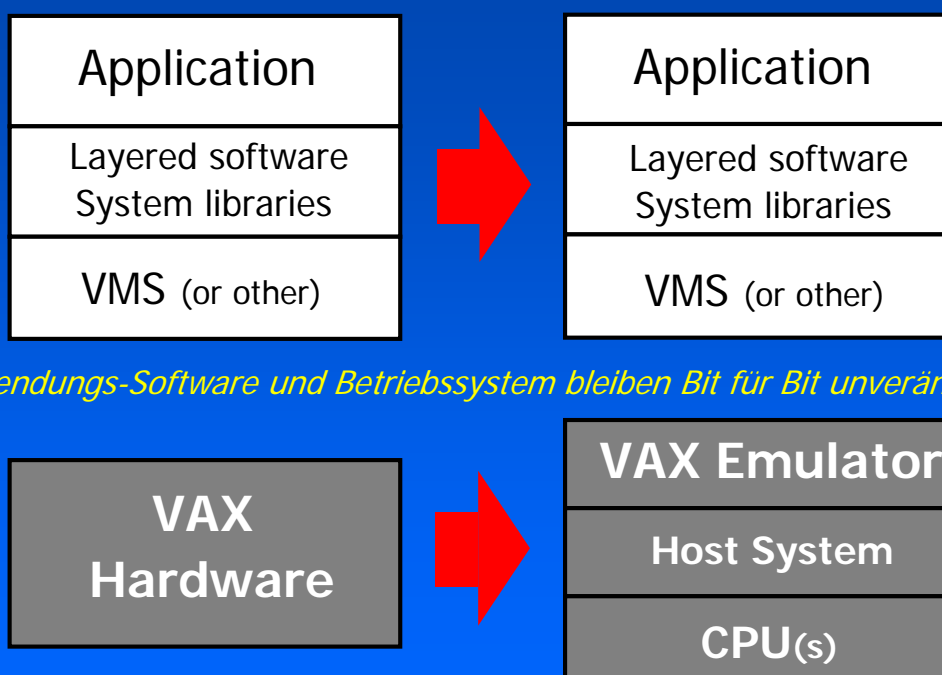 Application
Layered software
System libraries
VMS (or other)
Application
Layered software
System libraries
VMS (or other)
endungs-Software und Betriebssystem bleiben Bit für Bit unverän
VAX
Hardware
VAX Emulator
Host System
CPU(s)